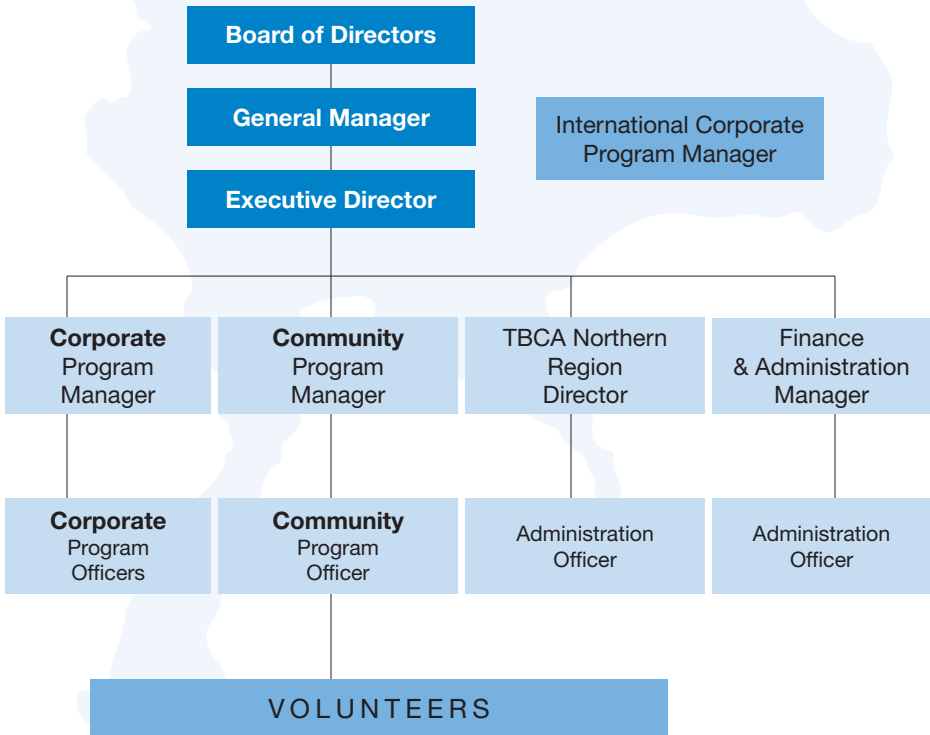 Board of Directors
General Manager
International Corporate
Program Manager
Executive Director
Corporate
Program
Manager
Community
Program
Manager
TBCA Northern
Region
Director
Finance
& Administration
Manager
Corporate
Program
Officers
Community
Program
Officer
Administration
Officer
Administration
Officer
VOLUNTEERS